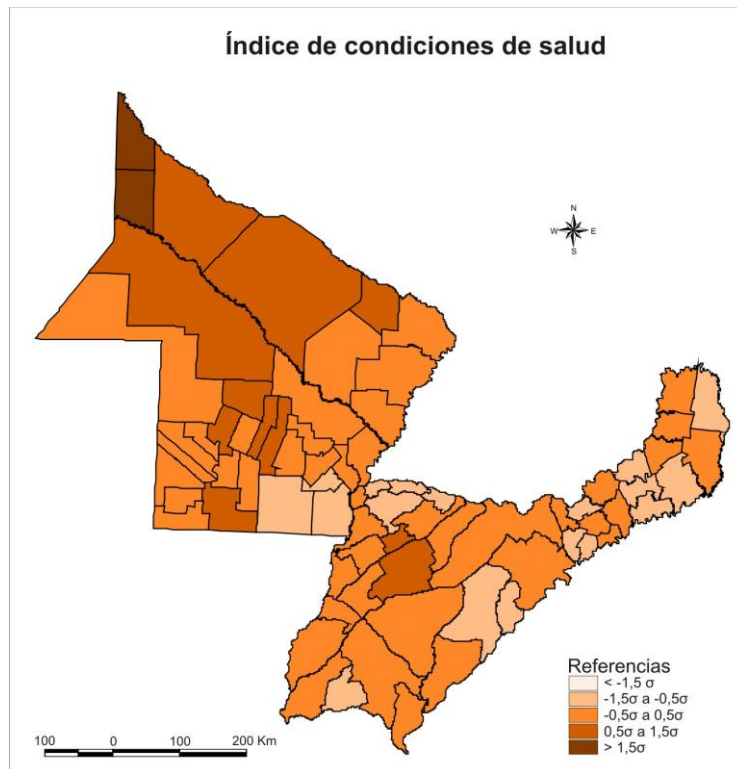 Índice de condiciones de salud
N
W E
S
Referencias
< -1,5 σ
-1,5σ a -0,5σ
-0,5σ a 0,5σ
0,5σ a 1,5σ
> 1,5σ
100 0 100 200 Km